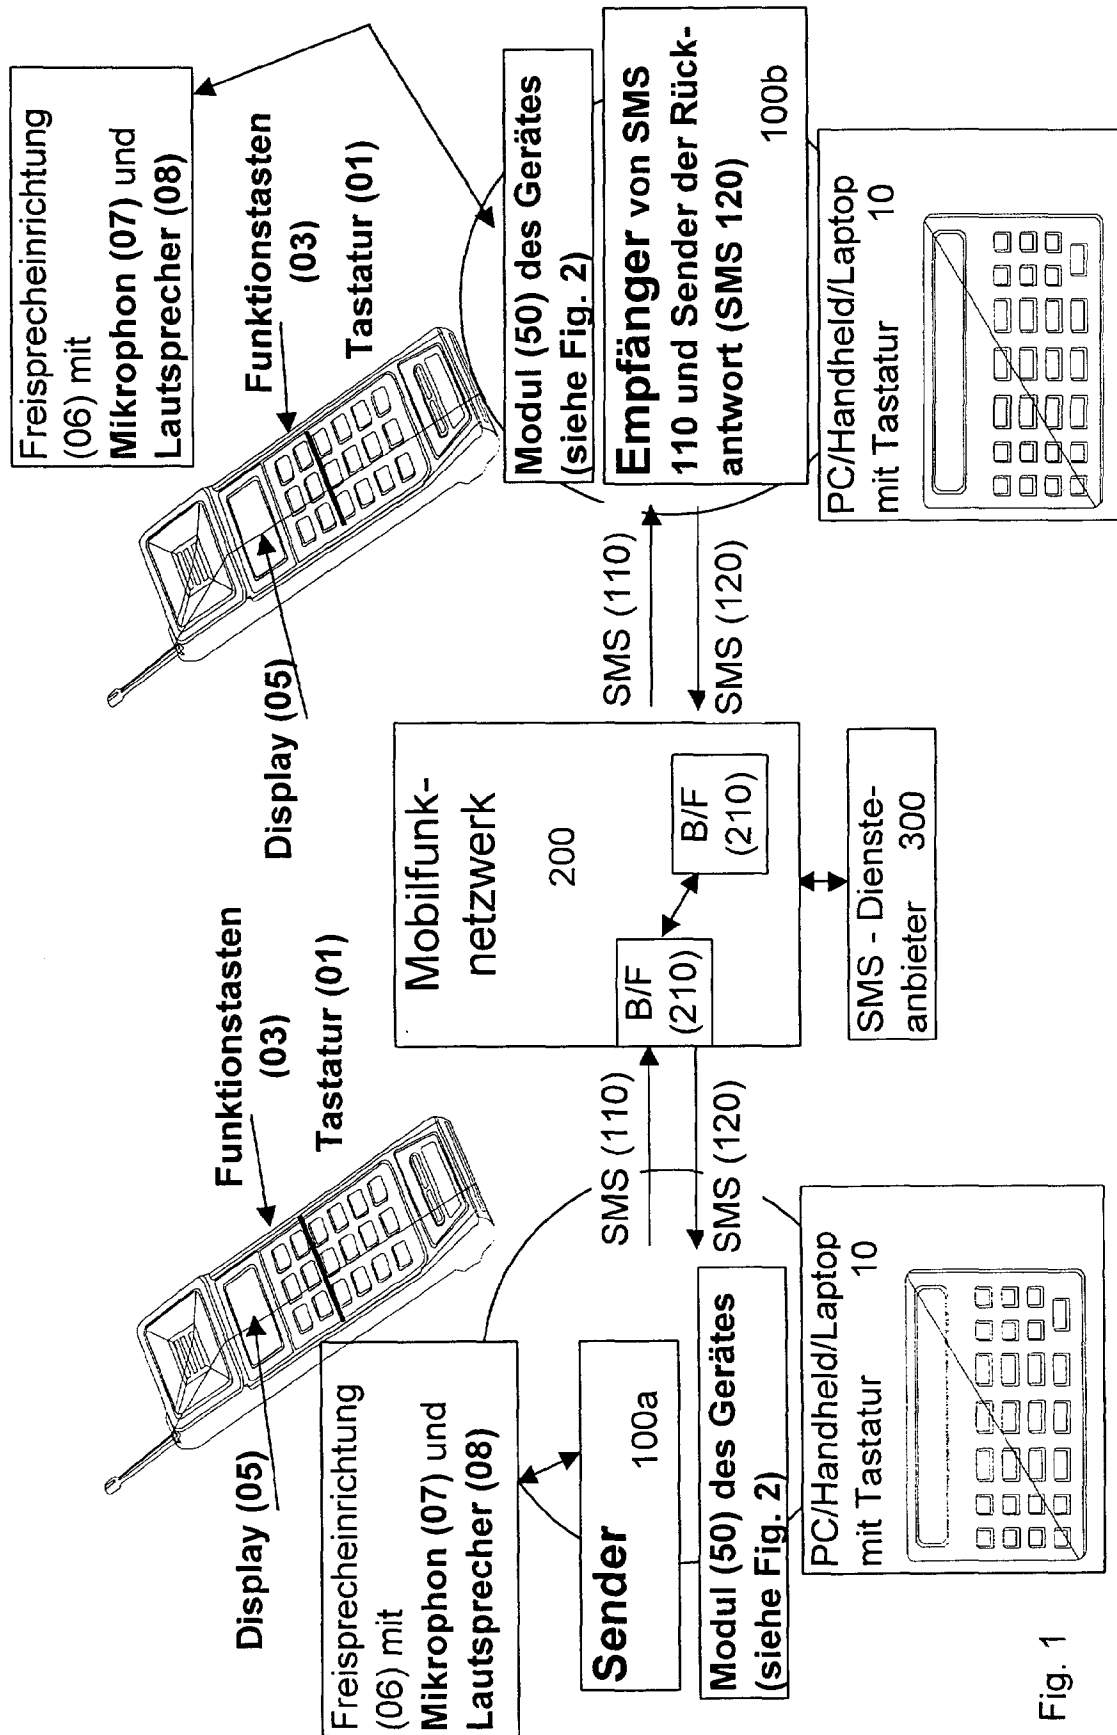 Freisprecheinrichtung
(06) mit
Mikrophon (07) und
Lautsprecher (08)
Display (05)
Funktionstasten
(03)
Tastatur (01)
Sender
100a
Modul (50) des Gerätes
(siehe Fig. 2)
PC/Handheld/Laptop
mit Tastatur 10
SMS (110)
SMS (120)
Mobilfunk-
netzwerk
200
B/F
(210)
B/F
(210)
SMS - Dienste-
anbieter 300
SMS (110)
SMS (120)
Display (05)
Funktionstasten
(03)
Tastatur (01)
Freisprecheinrichtung
(06) mit
Mikrophon (07) und
Lautsprecher (08)
Modul (50) des Gerätes
(siehe Fig. 2)
Empfänger von SMS
110 und Sender der Rück-
antwort (SMS 120)
100b
PC/Handheld/Laptop
mit Tastatur 10
Fig. 1